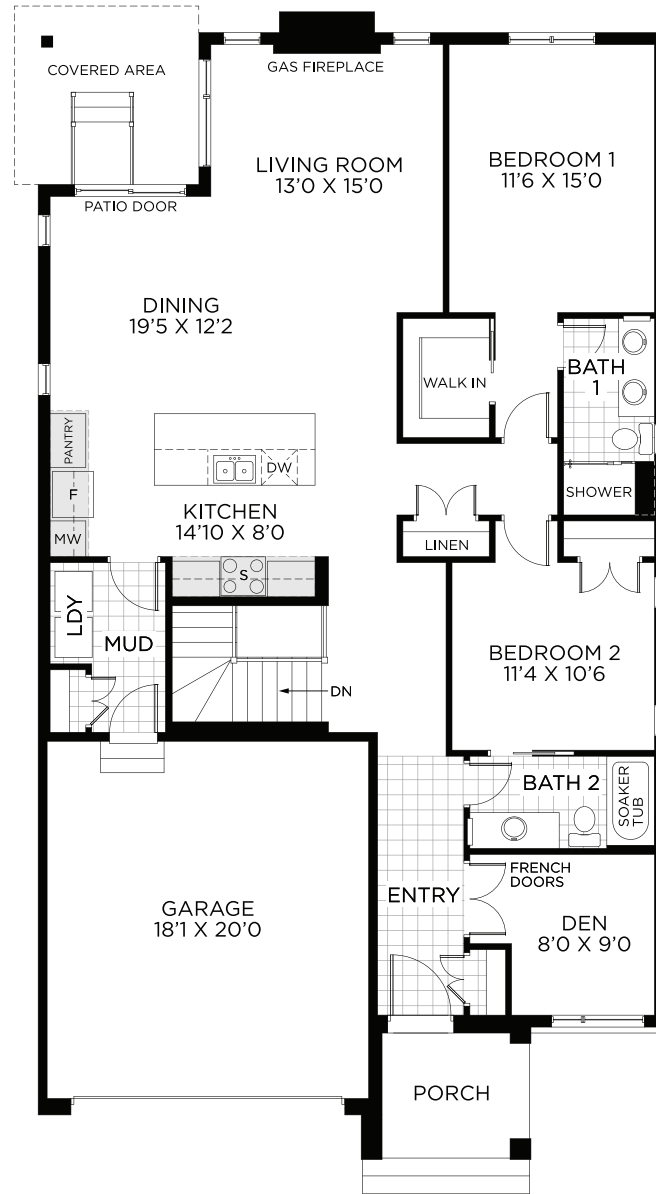 COVERED AREA
GAS FIREPLACE
LIVING ROOM
13'0 X 15'0
BEDROOM 1
11'6 X 15'0
PATIO DOOR
DINING
19'5 X 12'2
WALK IN
BATH
1
PANTRY
F
MW
DW
KITCHEN
14'10 X 8'0
SHOWER
LINEN
S
LDY
MUD
DN
BEDROOM 2
11'4 X 10'6
BATH 2
SOAKER
TUB
FRENCH
DOORS
ENTRY
GARAGE
18'1 X 20'0
DEN
8'0 X 9'0
PORCH